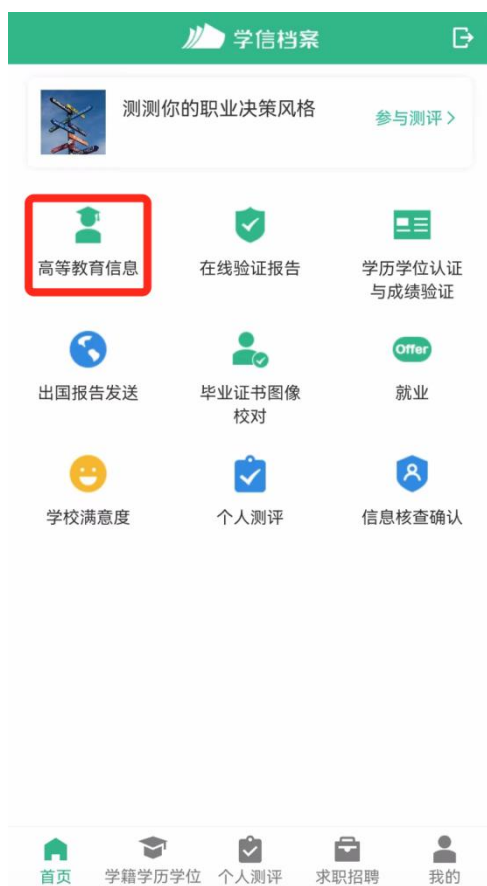 学信档案
测测你的职业决策风格
参与测评
高等教育信息
在线验证报告
学历学位认证
与成绩验证
出国报告发送
毕业证书图像
校对
Offer
就业
学校满意度
个人测评
信息核查确认
首页
学籍学历学位
个人测评
求职招聘
我的